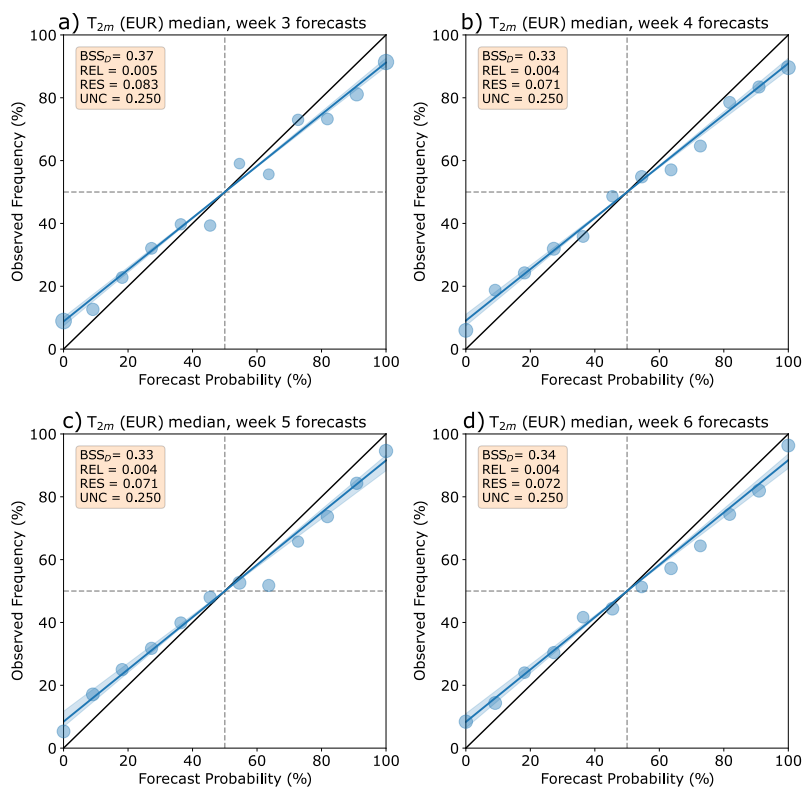 a) T2m (EUR) median, week 3 forecasts
BSSD= 0.37
REL = 0.005
RES = 0.083
UNC = 0.250
100
80
60
40
20
0
Observed Frequency (%)
0 20 40 60 80 100
Forecast Probability (%)
b) T2m (EUR) median, week 4 forecasts
BSSD= 0.33
REL = 0.004
RES = 0.071
UNC = 0.250
100
80
60
40
20
0
Observed Frequency (%)
0 20 40 60 80 100
Forecast Probability (%)
c) T2m (EUR) median, week 5 forecasts
BSSD= 0.33
REL = 0.004
RES = 0.071
UNC = 0.250
100
80
60
40
20
0
Observed Frequency (%)
0 20 40 60 80 100
Forecast Probability (%)
d) T2m (EUR) median, week 6 forecasts
BSSD= 0.34
REL = 0.004
RES = 0.072
UNC = 0.250
100
80
60
40
20
0
Observed Frequency (%)
0 20 40 60 80 100
Forecast Probability (%)